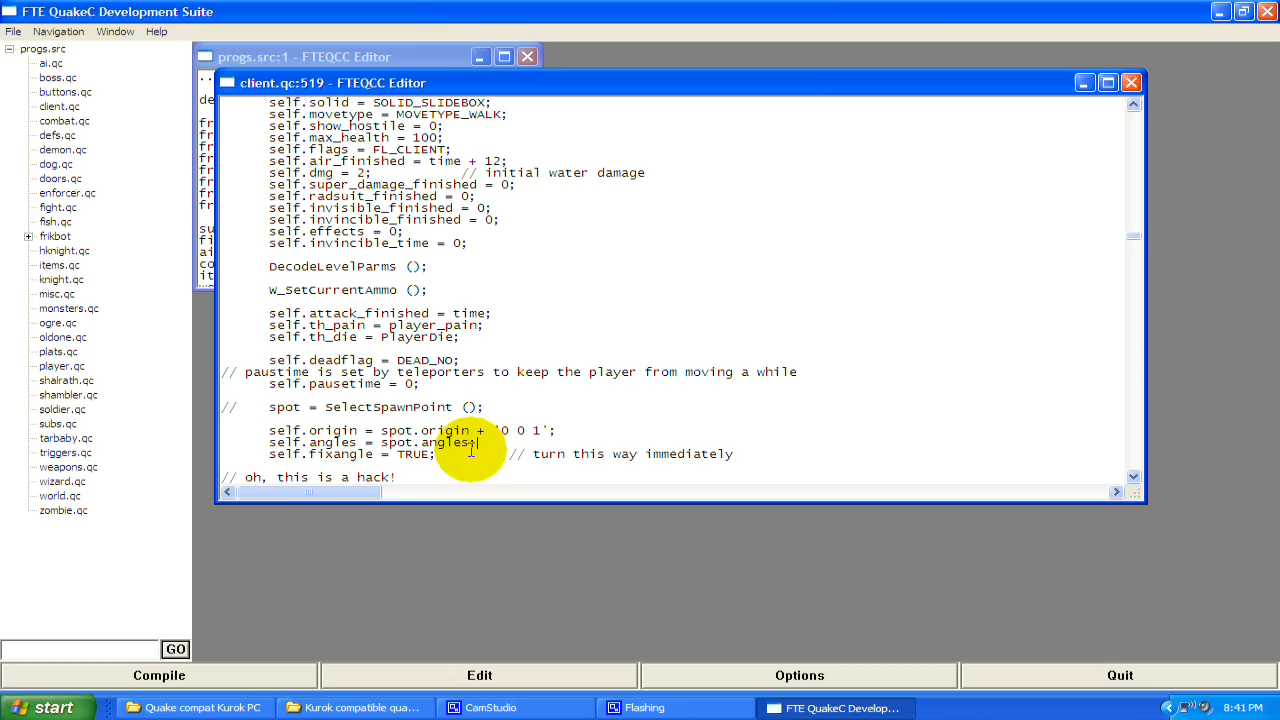 FTE QuakeC Development Suite
File Navigation Window Help
progs.src
ai.qc
boss.qc
buttons.qc
client.qc
combat.qc
defs.qc
demon.qc
dog.qc
doors.qc
enforcer.qc
fight.qc
fish.qc
frikbot
hknight.qc
items.qc
knight.qc
misc.qc
monsters.qc
ogre.qc
oldone.qc
plats.qc
player.qc
shalrath.qc
shambler.qc
soldier.qc
subs.qc
tarbaby.qc
triggers.qc
weapons.qc
wizard.qc
world.qc
zombie.qc
GO
progs.src:1 - FTEQCC Editor
client.qc:519 - FTEQCC Editor
self.solid = SOLID_SLIDEBOX;
self.movetype = MOVETYPE_WALK;
self.show_hostile = 0;
self.max_health = 100;
self.flags = FL_CLIENT;
self.air_finished = time + 12;
self.dmg = 2; // initial water damage
self.super_damage_finished = 0;
self.radsuit_finished = 0;
self.invisible_finished = 0;
self.invincible_finished = 0;
self.effects = 0;
self.invincible_time = 0;
DecodeLevelParms ();
W_SetCurrentAmmo ();
self.attack_finished = time;
self.th_pain = player_pain;
self.th_die = PlayerDie;
self.deadflag = DEAD_NO;
// paustime is set by teleporters to keep the player from moving a while
self.pausetime = 0;
// spot = SelectSpawnPoint ();
self.origin = spot.origin + '0 0 1';
self.angles = spot.angles;
self.fixangle = TRUE; // turn this way immediately
// oh, this is a hack!
Compile Edit Options Quit
start Quake compat Kurok PC Kurok compatible qua... CamStudio Flashing FTE QuakeC Develop... 8:41 PM